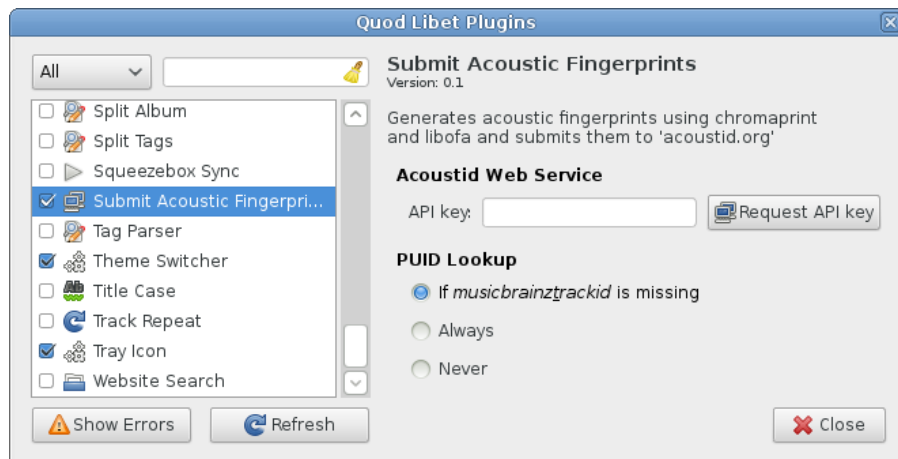 Quod Libet Plugins
All
Split Album
Split Tags
Squeezebox Sync
Submit Acoustic Fingerpri...
Tag Parser
Theme Switcher
Title Case
Track Repeat
Tray Icon
Website Search
Show Errors
Refresh
Submit Acoustic Fingerprints
Version: 0.1
Generates acoustic fingerprints using chromaprint
and libofa and submits them to 'acoustid.org'
Acoustid Web Service
API key:
Request API key
PUID Lookup
If musicbrainztrackid is missing
Always
Never
Close